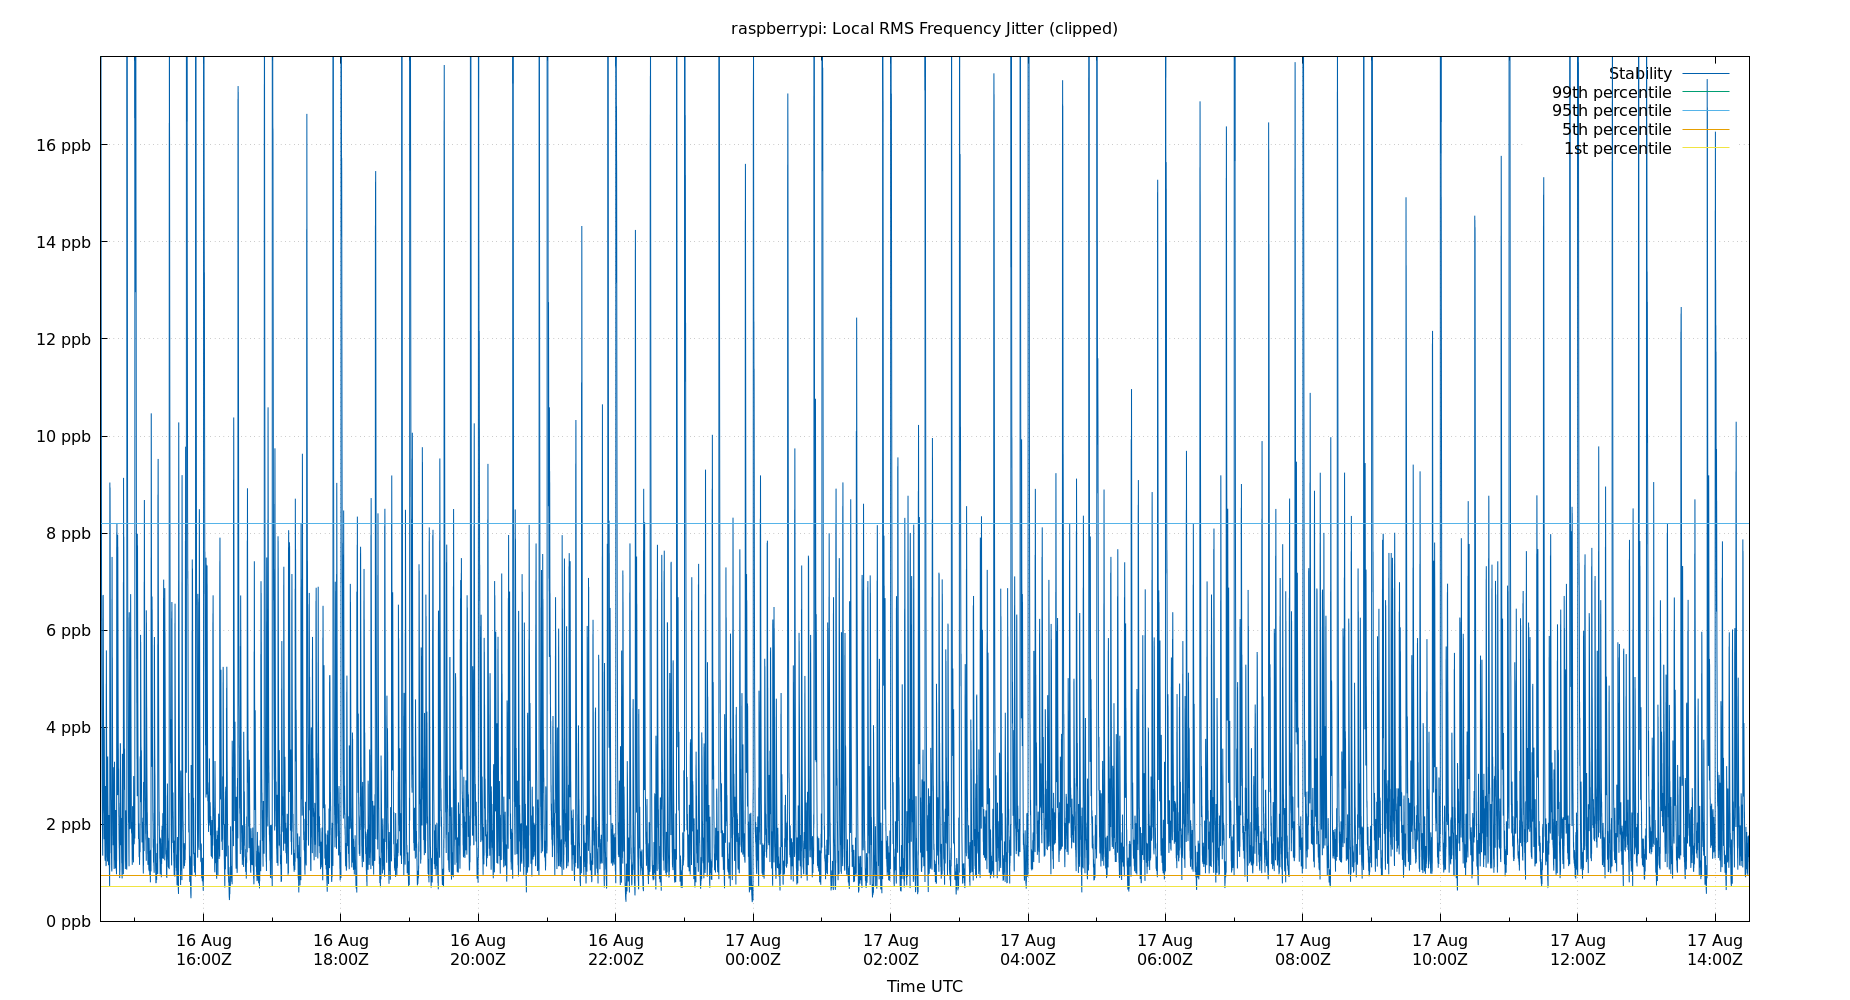 raspberrypi: Local RMS Frequency Jitter (clipped)
Stability
99th percentile
95th percentile
5th percentile
1st percentile
16 ppb
14 ppb
12 ppb
10 ppb
8 ppb
6 ppb
4 ppb
2 ppb
0 ppb
16 Aug 16 Aug 16 Aug 16 Aug 17 Aug 17 Aug 17 Aug 17 Aug 17 Aug 17 Aug 17 Aug 17 Aug
16:00Z 18:00Z 20:00Z 22:00Z 00:00Z 02:00Z 04:00Z 06:00Z 08:00Z 10:00Z 12:00Z 14:00Z
Time UTC